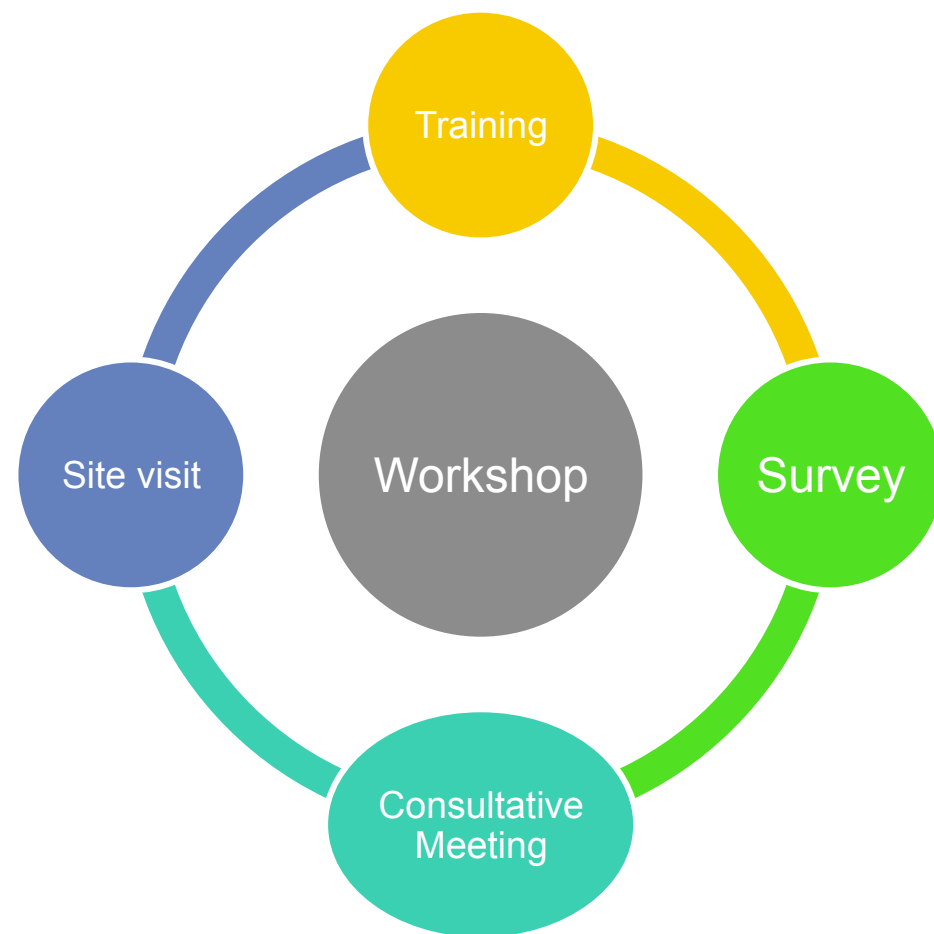 Training
Site visit
Workshop
Survey
Consultative
Meeting